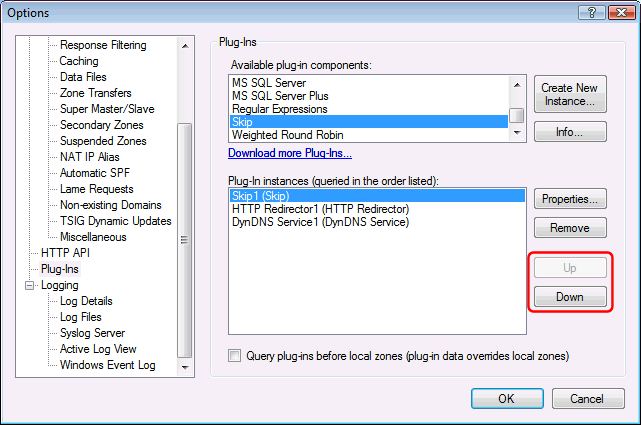 Options
Response Filtering
Caching
Data Files
Zone Transfers
Super Master/Slave
Secondary Zones
Suspended Zones
NAT IP Alias
Automatic SPF
Lame Requests
Non-existing Domains
TSIG Dynamic Updates
Miscellaneous
HTTP API
Plug-Ins
Logging
Log Details
Log Files
Syslog Server
Active Log View
Windows Event Log
Plug-Ins
Available plug-in components:
MS SQL Server
MS SQL Server Plus
Regular Expressions
Skip
Weighted Round Robin
Create New
Instance...
Info...
Download more Plug-Ins...
Plug-In instances (queried in the order listed):
Skip1 (Skip)
HTTP Redirector1 (HTTP Redirector)
DynDNS Service1 (DynDNS Service)
Properties...
Remove
Up
Down
Query plug-ins before local zones (plug-in data overrides local zones)
OK
Cancel